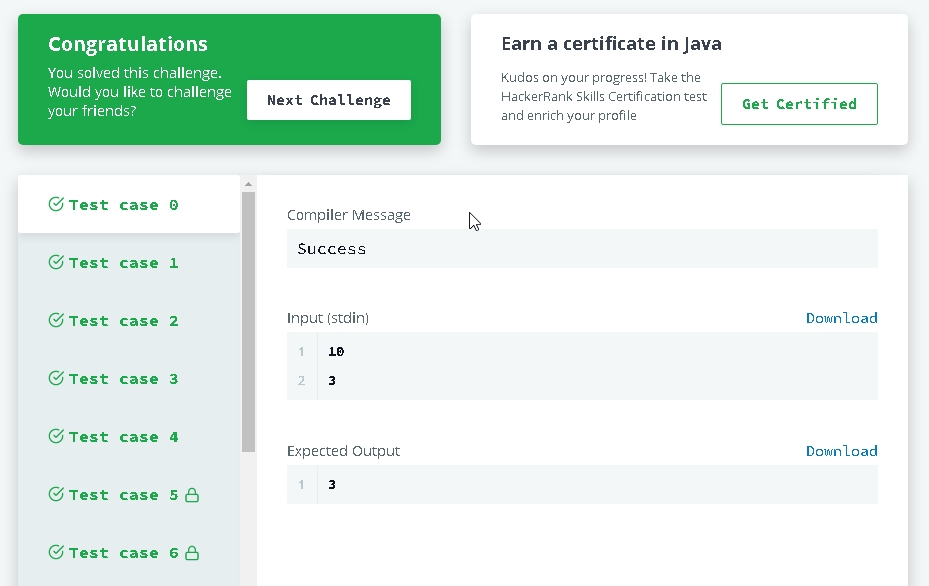 Congratulations
You solved this challenge.
Would you like to challenge
your friends?
Next Challenge
Earn a certificate in Java
Kudos on your progress! Take the
HackerRank Skills Certification test
and enrich your profile
Get Certified
Test case 0
Test case 1
Test case 2
Test case 3
Test case 4
Test case 5
Test case 6
Compiler Message
Success
Input (stdin)
Download
1 10
2 3
Expected Output
Download
1 3